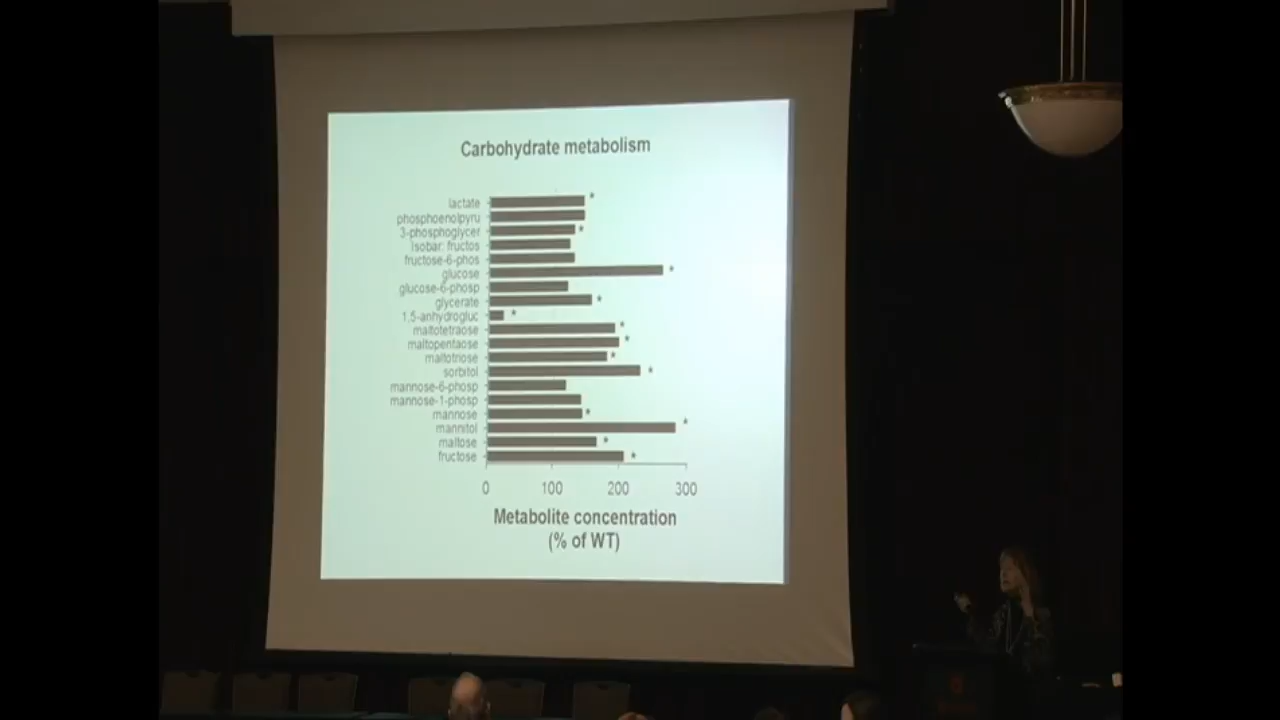 Carbohydrate metabolism
lactate
phosphoenolpyru
3-phosphoglycer
Isobar: fructos
fructose-6-phos
glucose
glucose-6-phosp
glycerate
1,5-anhydrogluc
maltotetraose
maltopentaose
maltotriose
sorbitol
mannose-6-phosp
mannose-1-phosp
mannose
mannitol
maltose
fructose
0 100 200 300
Metabolite concentration
(% of WT)